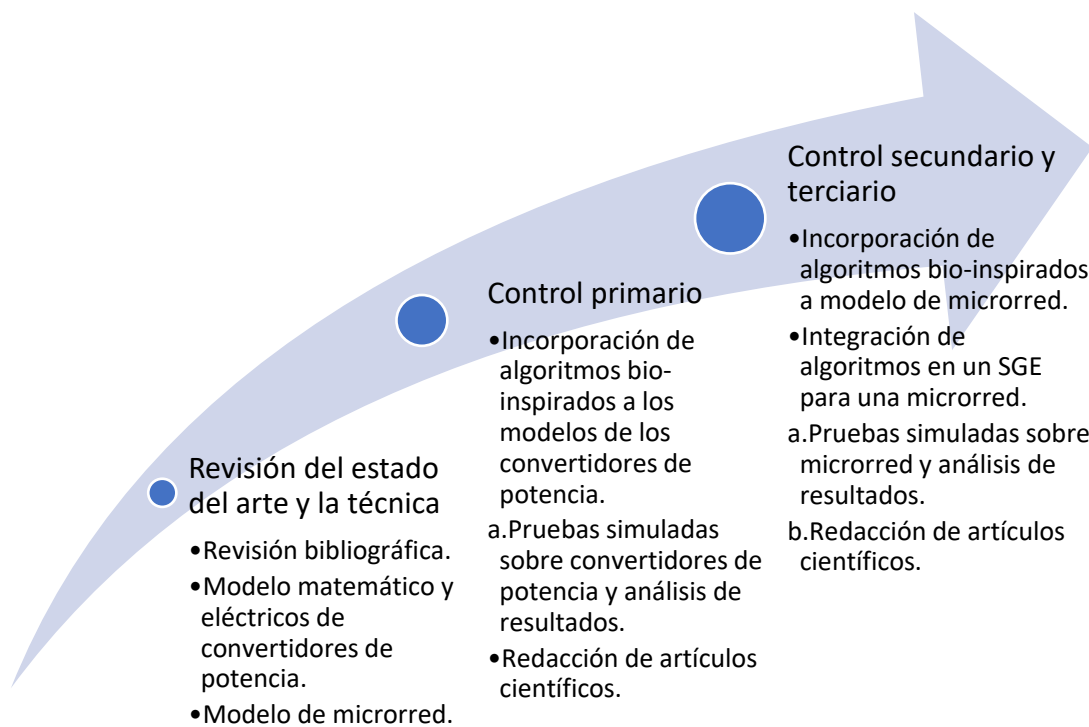 Revisión del estado
del arte y la técnica
•Revisión bibliográfica.
•Modelo matemático y
eléctricos de
convertidores de
potencia.
•Modelo de microrred.
Control primario
•Incorporación de
algoritmos bio-
inspirados a los
modelos de los
convertidores de
potencia.
a.Pruebas simuladas
sobre convertidores de
potencia y análisis de
resultados.
•Redacción de artículos
científicos.
Control secundario y
terciario
•Incorporación de
algoritmos bio-inspirados
a modelo de microrred.
•Integración de
algoritmos en un SGE
para una microrred.
a.Pruebas simuladas sobre
microrred y análisis de
resultados.
b.Redacción de artículos
científicos.